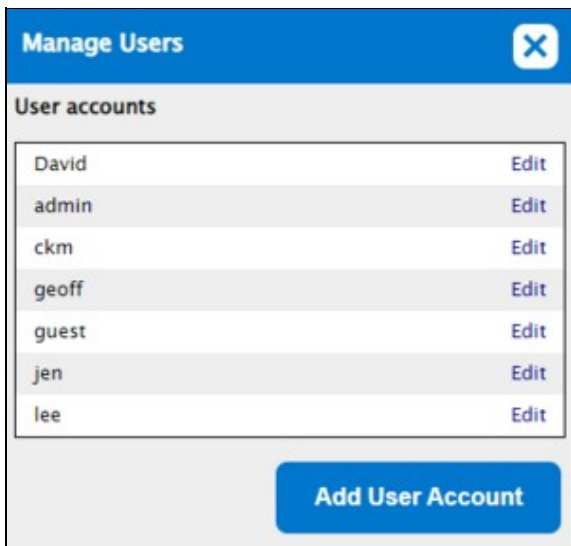 Manage Users
User accounts
David Edit
admin Edit
ckm Edit
geoff Edit
guest Edit
jen Edit
lee Edit
Add User Account